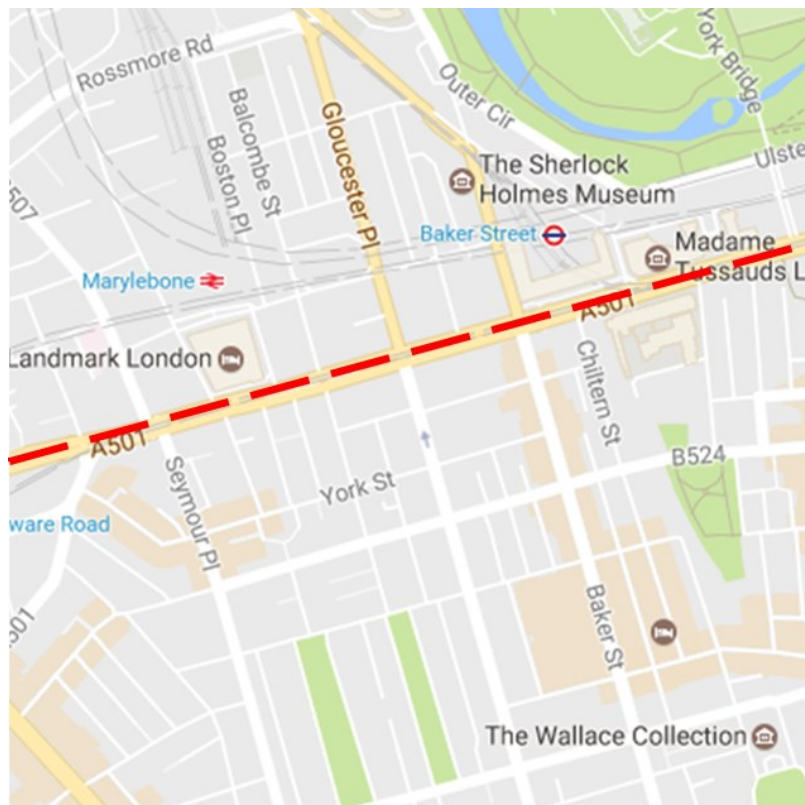 Rossmore Rd
Outer Cir
York Bridge
Balcombe St
Boston Pl
Gloucester Pl
The Sherlock
Holmes Museum
Ulste
A507
Baker Street
Madame
Tussauds L
Marylebone
A501
Landmark London
Chiltern St
A501
York St
B524
Seymour Pl
ware Road
Baker St
A501
The Wallace Collection